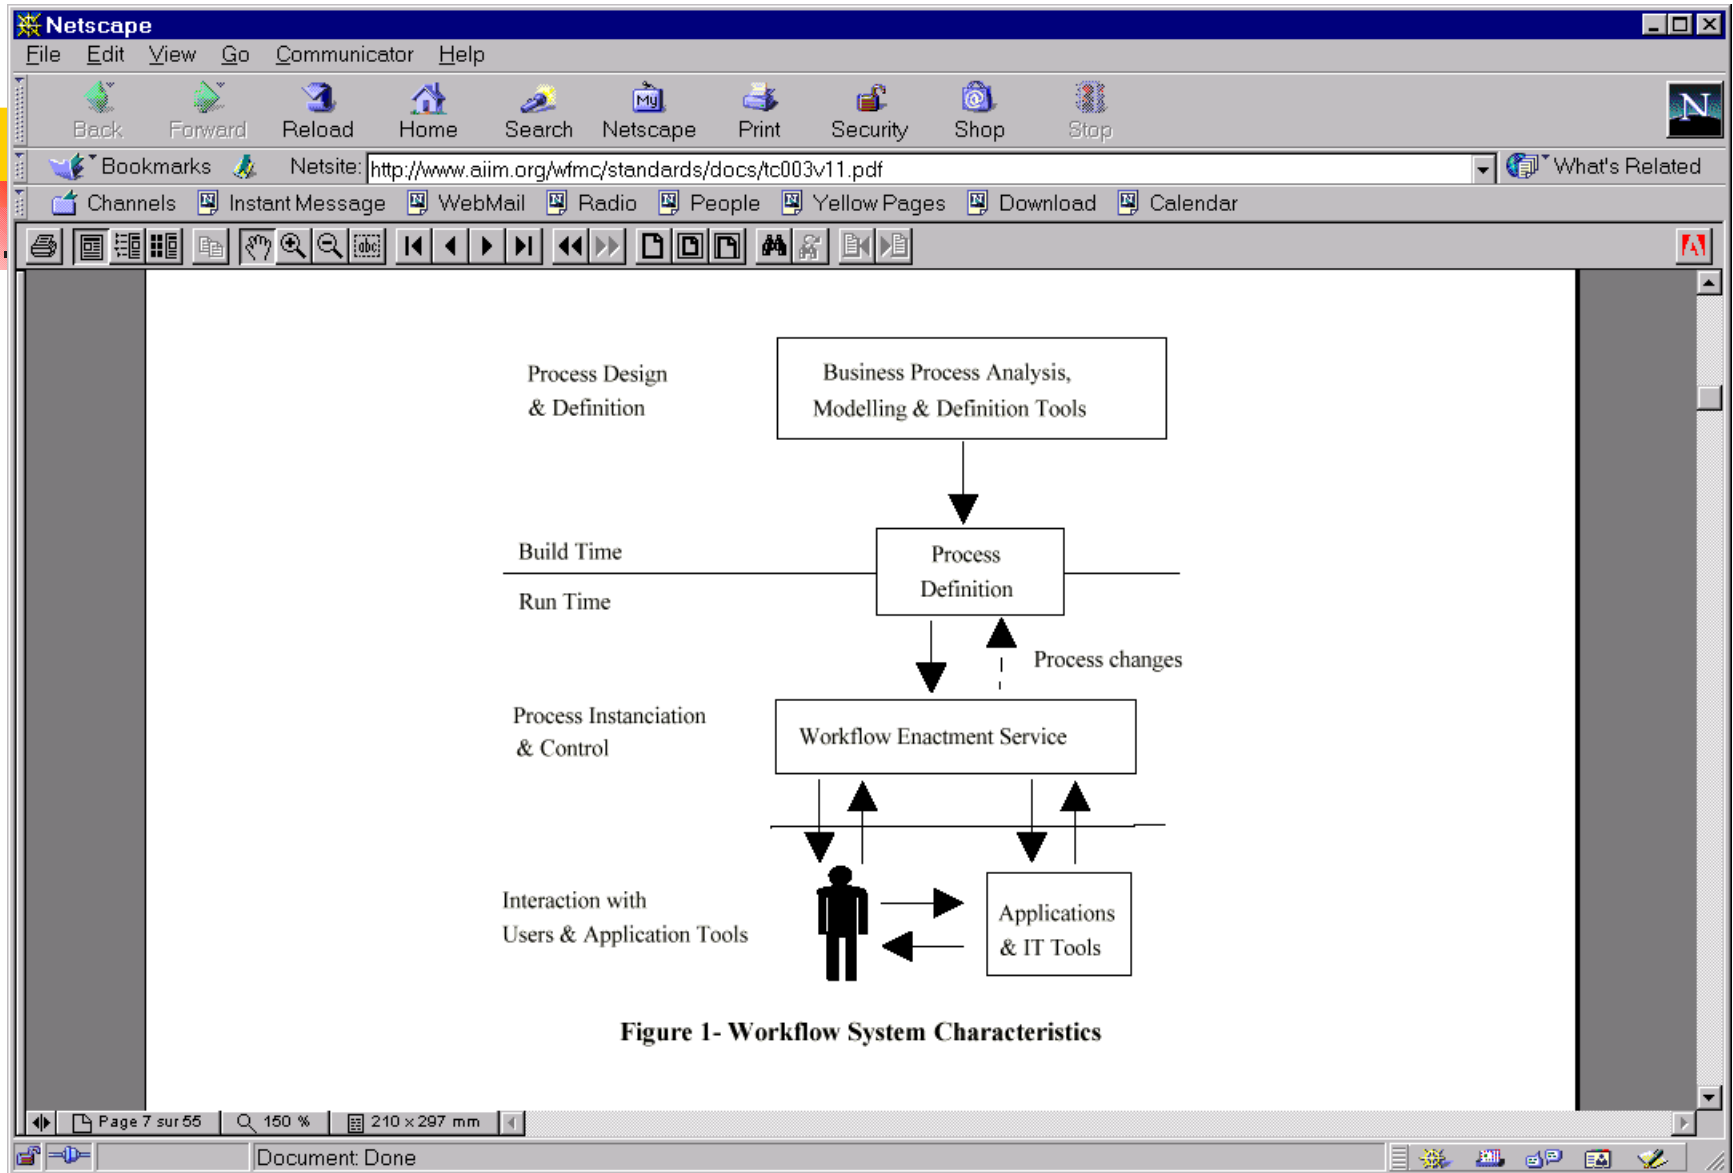 Netscape
File Edit View Go Communicator Help
Back Forward Reload Home Search Netscape Print Security Shop Stop
Bookmarks Netsite: http://www.aiim.org/wfmc/standards/docs/tc003v11.pdf What's Related
Channels Instant Message WebMail Radio People Yellow Pages Download Calendar
Process Design
& Definition
Business Process Analysis,
Modelling & Definition Tools
Build Time
Run Time
Process
Definition
Process changes
Process Instanciation
& Control
Workflow Enactment Service
Interaction with
Users & Application Tools
Applications
& IT Tools
Figure 1- Workflow System Characteristics
Page 7 sur 55 150 % 210 x 297 mm
Document: Done